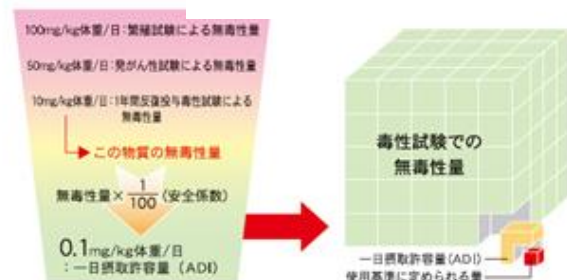 100mg/kg体重/日:繁殖試験による無毒性量
50mg/kg体重/日:発がん性試験による無毒性量
10mg/kg体重/日:1年間反復投与毒性試験による
無毒性量
この物質の無毒性量
無毒性量×1/100(安全係数)
0.1mg/kg体重/日
:一日摂取許容量(ADI)
毒性試験での
無毒性量
一日摂取許容量(ADI)
使用基準に定められる量